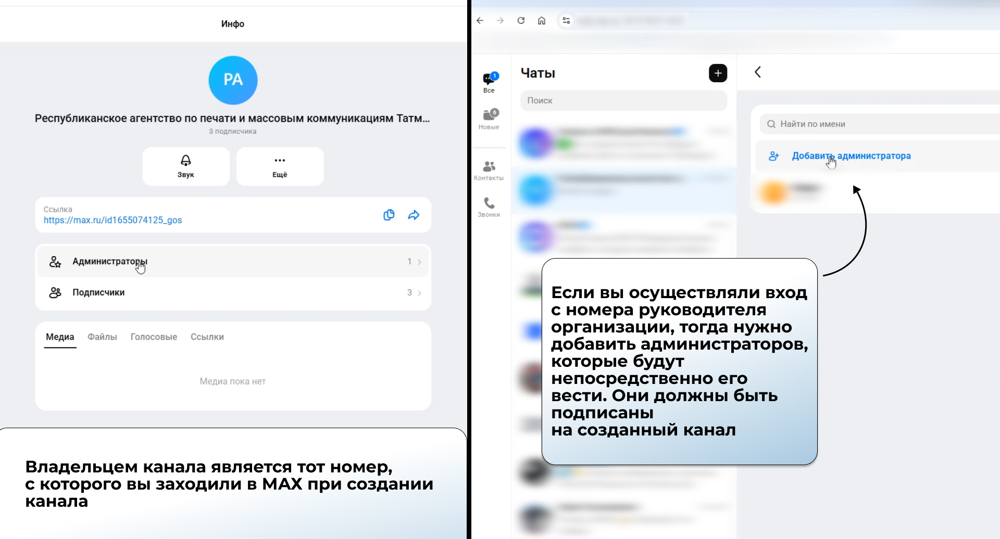 Инфо
РА
Республиканское агентство по печати и массовым коммуникациям Татм...
3 подписчика
Звук
Ещё
Ссылка
https://max.ru/id1655074125_gos
Администраторы
1
Подписчики
3
Медиа
Файлы
Голосовые
Ссылки
Медиа пока нет
Владельцем канала является тот номер,
с которого вы заходили в МАХ при создании
канала
1
Все
6
Новые
Контакты
Звонки
Чаты
Поиск
Найти по имени
Добавить администратора
Если вы осуществляли вход
с номера руководителя
организации, тогда нужно
добавить администраторов,
которые будут
непосредственно его
вести. Они должны быть
подписаны
на созданный канал